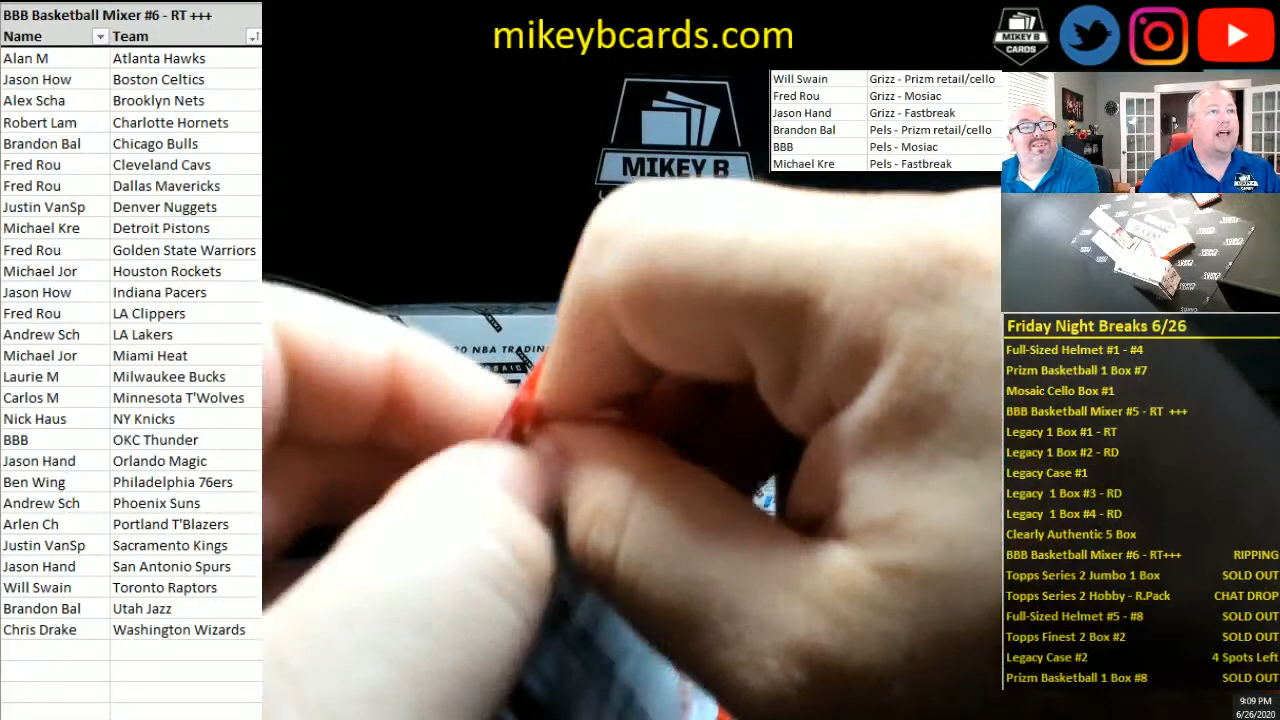 BBB Basketball Mixer #6 - RT +++
Name Team
Alan M Atlanta Hawks
Jason How Boston Celtics
Alex Scha Brooklyn Nets
Robert Lam Charlotte Hornets
Brandon Bal Chicago Bulls
Fred Rou Cleveland Cavs
Fred Rou Dallas Mavericks
Justin VanSp Denver Nuggets
Michael Kre Detroit Pistons
Fred Rou Golden State Warriors
Michael Jor Houston Rockets
Jason How Indiana Pacers
Fred Rou LA Clippers
Andrew Sch LA Lakers
Michael Jor Miami Heat
Laurie M Milwaukee Bucks
Carlos M Minnesota T'Wolves
Nick Haus NY Knicks
BBB OKC Thunder
Jason Hand Orlando Magic
Ben Wing Philadelphia 76ers
Andrew Sch Phoenix Suns
Arlen Ch Portland T'Blazers
Justin VanSp Sacramento Kings
Jason Hand San Antonio Spurs
Will Swain Toronto Raptors
Brandon Bal Utah Jazz
Chris Drake Washington Wizards
mikeybcards.com
MIKEY B
20 NBA TRADIN
MOSAIC
Will Swain Grizz - Prizm retail/cello
Fred Rou Grizz - Mosiac
Jason Hand Grizz - Fastbreak
Brandon Bal Pels - Prizm retail/cello
BBB Pels - Mosiac
Michael Kre Pels - Fastbreak
MIKEY B
CARDS
Friday Night Breaks 6/26
Full-Sized Helmet #1 - #4
Prizm Basketball 1 Box #7
Mosaic Cello Box #1
BBB Basketball Mixer #5 - RT +++
Legacy 1 Box #1 - RT
Legacy 1 Box #2 - RD
Legacy Case #1
Legacy 1 Box #3 - RD
Legacy 1 Box #4 - RD
Clearly Authentic 5 Box
BBB Basketball Mixer #6 - RT+++ RIPPING
Topps Series 2 Jumbo 1 Box SOLD OUT
Topps Series 2 Hobby - R.Pack CHAT DROP
Full-Sized Helmet #5 - #8 SOLD OUT
Topps Finest 2 Box #2 SOLD OUT
Legacy Case #2 4 Spots Left
Prizm Basketball 1 Box #8 SOLD OUT
9:09 PM
6/26/2020